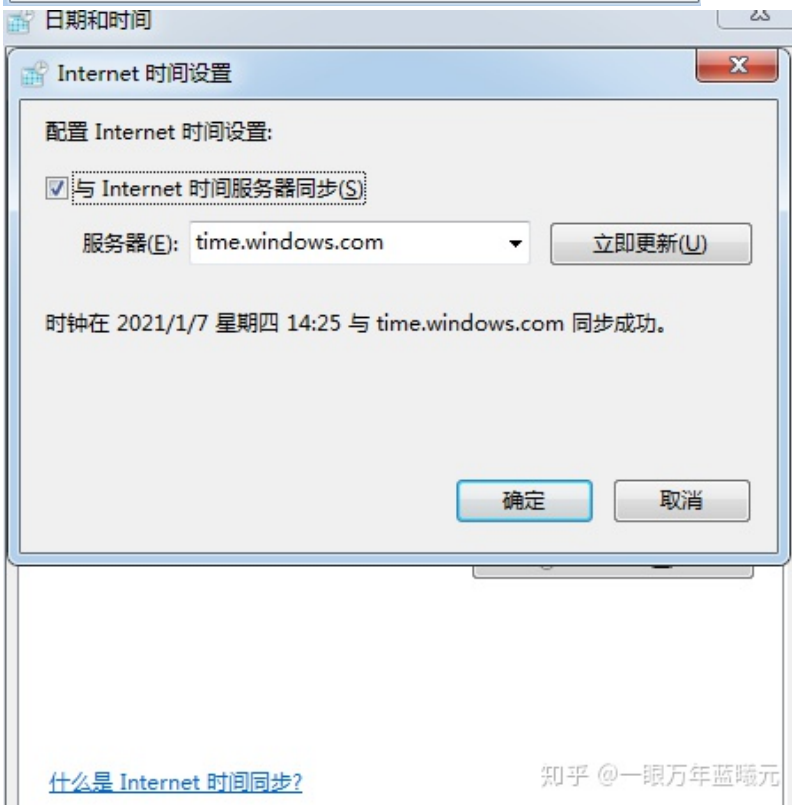 日期和时间
Internet 时间设置
配置 Internet 时间设置:
与 Internet 时间服务器同步(S)
服务器(E): time.windows.com 立即更新(U)
时钟在 2021/1/7 星期四 14:25 与 time.windows.com 同步成功。
确定 取消
什么是 Internet 时间同步?
知乎 @一眼万年蓝曦元